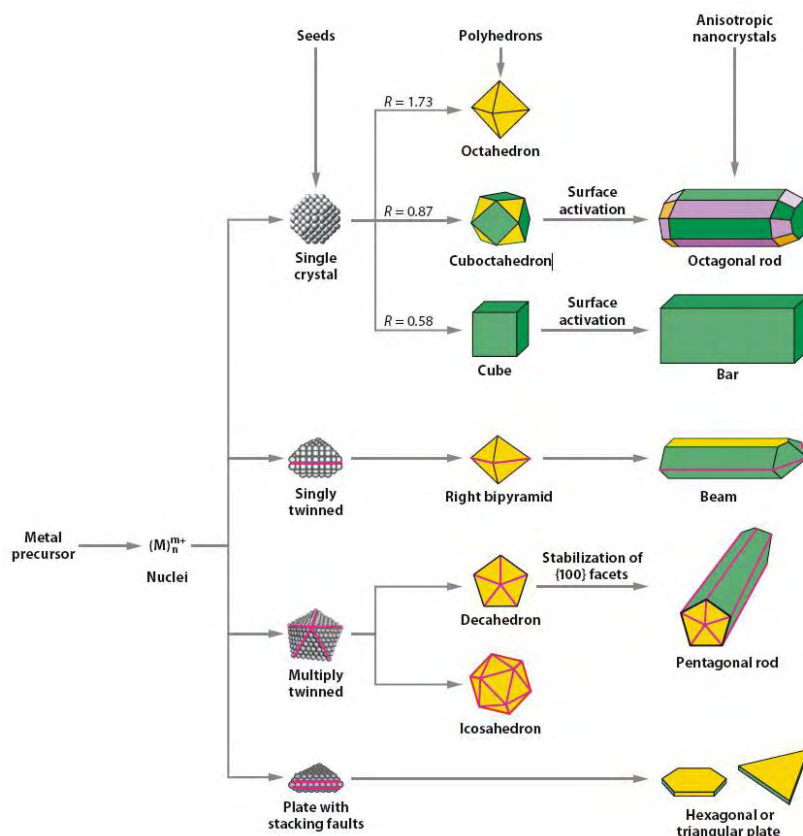 Seeds
Polyhedrons
Anisotropic
nanocrystals
R = 1.73
Octahedron
R = 0.87
Single
crystal
Cuboctahedron
Surface
activation
Octagonal rod
R = 0.58
Cube
Surface
activation
Bar
Singly
twinned
Right bipyramid
Beam
Metal
precursor
(M)ₙᵐ⁺
Nuclei
Multiply
twinned
Decahedron
Stabilization of
{100} facets
Pentagonal rod
Icosahedron
Plate with
stacking faults
Hexagonal or
triangular plate